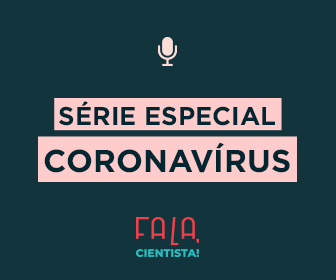 SÉRIE ESPECIAL
CORONAVÍRUS
FALA,
CIENTISTA!